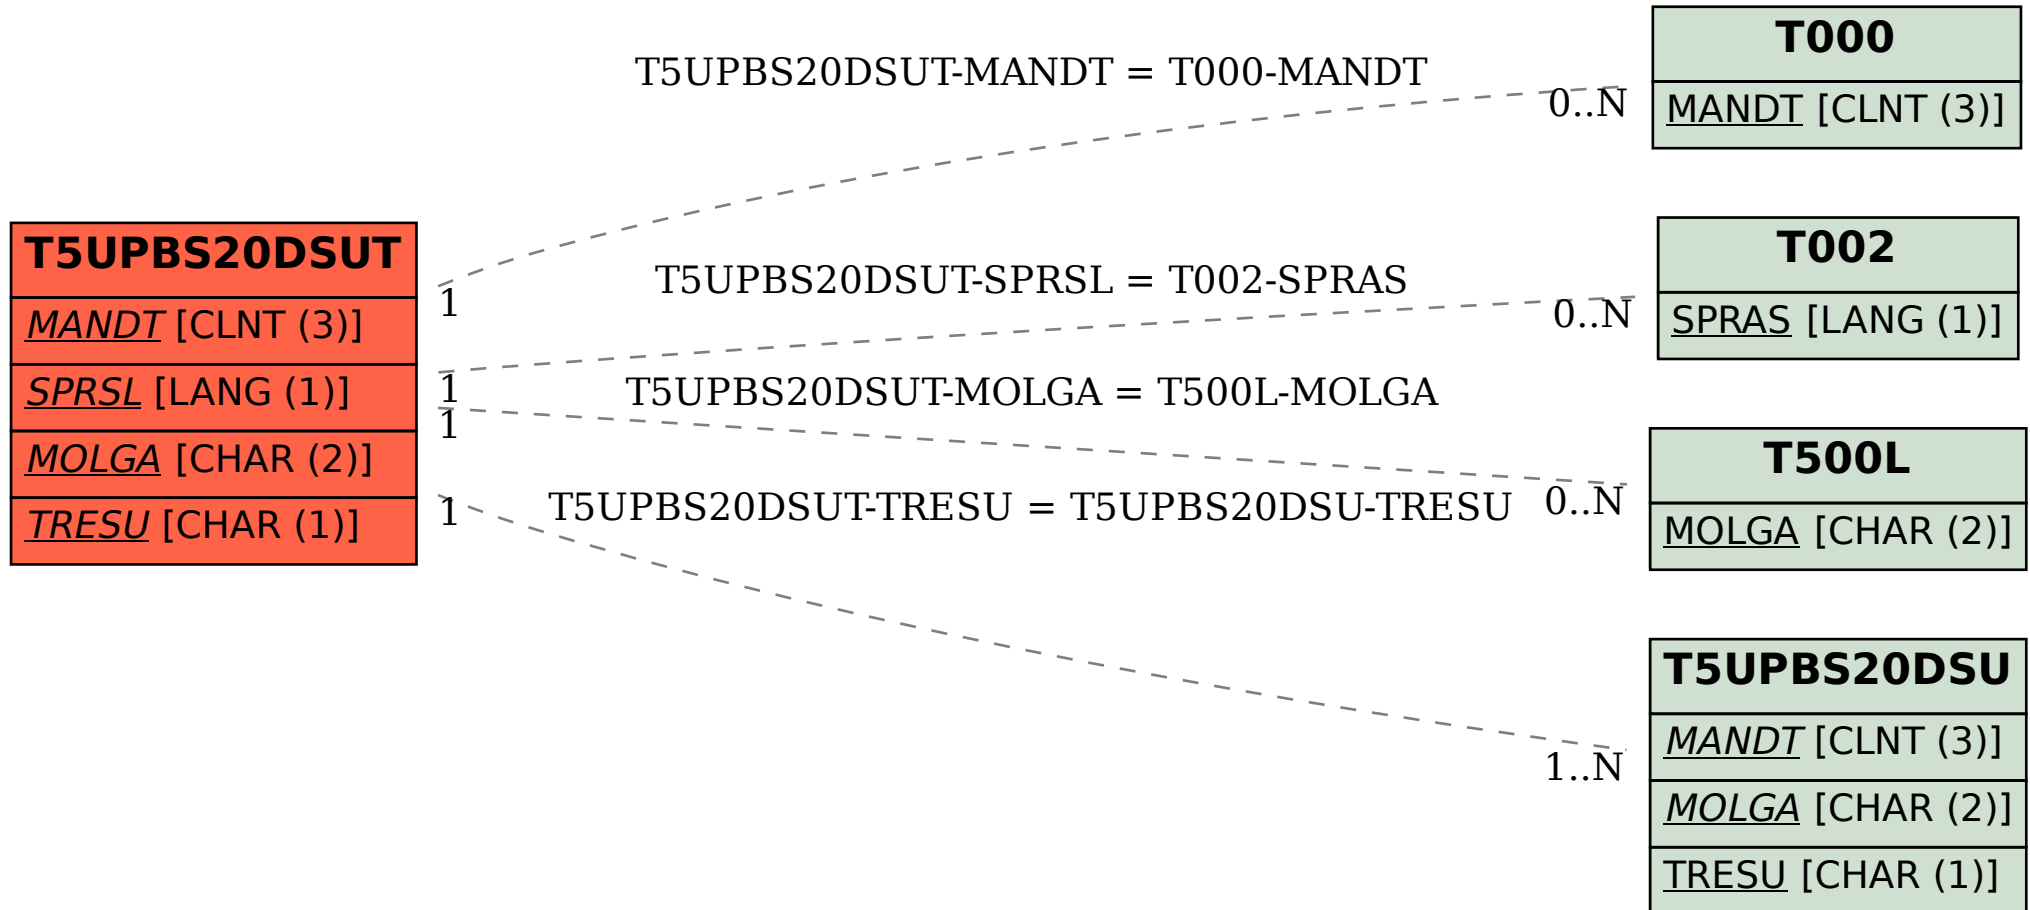 T5UPBS20DSUT
MANDT [CLNT (3)]
SPRSL [LANG (1)]
MOLGA [CHAR (2)]
TRESU [CHAR (1)]
T5UPBS20DSUT-MANDT = T000-MANDT
0..N
1
T5UPBS20DSUT-SPRSL = T002-SPRAS
0..N
1
T5UPBS20DSUT-MOLGA = T500L-MOLGA
0..N
1
T5UPBS20DSUT-TRESU = T5UPBS20DSU-TRESU
1..N
1
T000
MANDT [CLNT (3)]
T002
SPRAS [LANG (1)]
T500L
MOLGA [CHAR (2)]
T5UPBS20DSU
MANDT [CLNT (3)]
MOLGA [CHAR (2)]
TRESU [CHAR (1)]